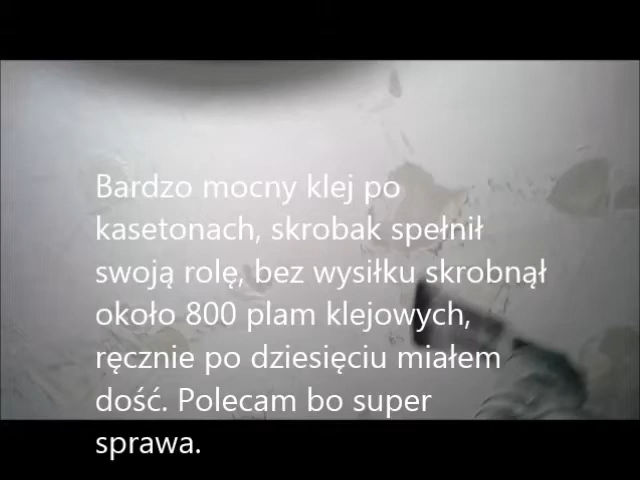 Bardzo mocny klej po
kasetonach, skrobak spełnił
swoją rolę, bez wysiłku skrobnął
około 800 plam klejowych,
ręcznie po dziesięciu miałem
dość. Polecam bo super
sprawa.